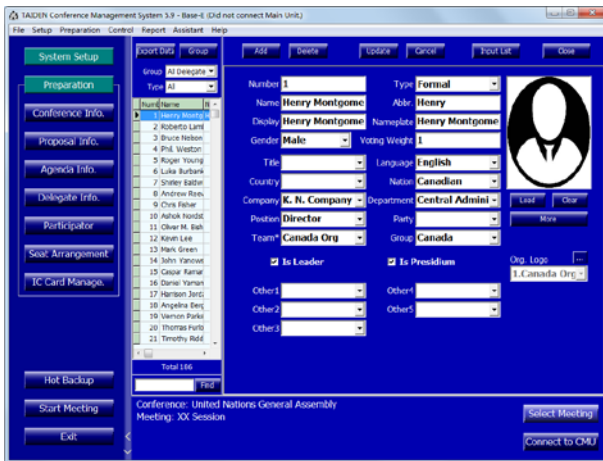 TAIDEN Conference Management System 5.9 - Base-E (Did not connect Main Unit.)
File Setup Preparation Control Report Assistant Help
System Setup
Preparation
Conference Info.
Proposal Info.
Agenda Info.
Delegate Info.
Participator
Seat Arrangement
IC Card Manage.
Hot Backup
Start Meeting
Exit
Export Data Group
Group All Delegate
Type All
Numb Name
1 Henry Montg
2 Roberto Lam
3 Bruce Nelson
4 Phil. Weston
5 Roger Young
6 Luke Burbank
7 Shirley Baldw
8 Andrew Reev
9 Chris Fisher
10 Ashok Nordst
11 Oliver M. Esh
12 Kevin Lee
13 Mark Green
14 John Yanows
15 Caspar Ramar
16 Daniel Yaman
17 Harrison Jord
18 Angelina Berg
19 Vernon Parke
20 Thomas Furlo
21 Timothy Ridd
Total 186
Find
Add Delete Update Cancel Input List Close
Number 1 Type Formal
Name Henry Montgome Abbr. Henry
Display Henry Montgome Nameplate Henry Montgome
Gender Male Voting Weight 1
Title Language English
Country Nation Canadian
Company K. N. Company Department Central Admini
Position Director Party
Team* Canada Org Group Canada
Is Leader Is Presidium
Other1 Other4
Other2 Other5
Other3
Load Clear
More
Org. Logo ...
1.Canada Org
Conference: United Nations General Assembly
Meeting: XX Session
Select Meeting
Connect to CMU